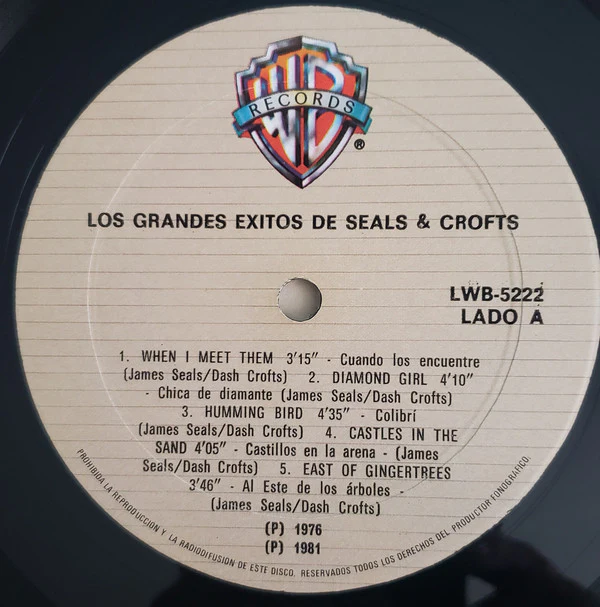 WB
RECORDS
®
LOS GRANDES EXITOS DE SEALS & CROFTS
LWB-5222
LADO A
1. WHEN I MEET THEM 3'15" - Cuando los encuentre
(James Seals/Dash Crofts) 2. DIAMOND GIRL 4'10"
- Chica de diamante (James Seals/Dash Crofts)
3. HUMMING BIRD 4'35" - Colibrí
(James Seals/Dash Crofts) 4. CASTLES IN THE
SAND 4'05" - Castillos en la arena - (James
Seals/Dash Crofts) 5. EAST OF GINGERTREES
3'46" - Al Este de los árboles -
(James Seals/Dash Crofts)
(P) 1976
(P) 1981
PROHIBIDA LA REPRODUCCION Y LA RADIODIFUSION DE ESTE DISCO. RESERVADOS TODOS LOS DERECHOS DEL PRODUCTOR FONOGRAFICO.